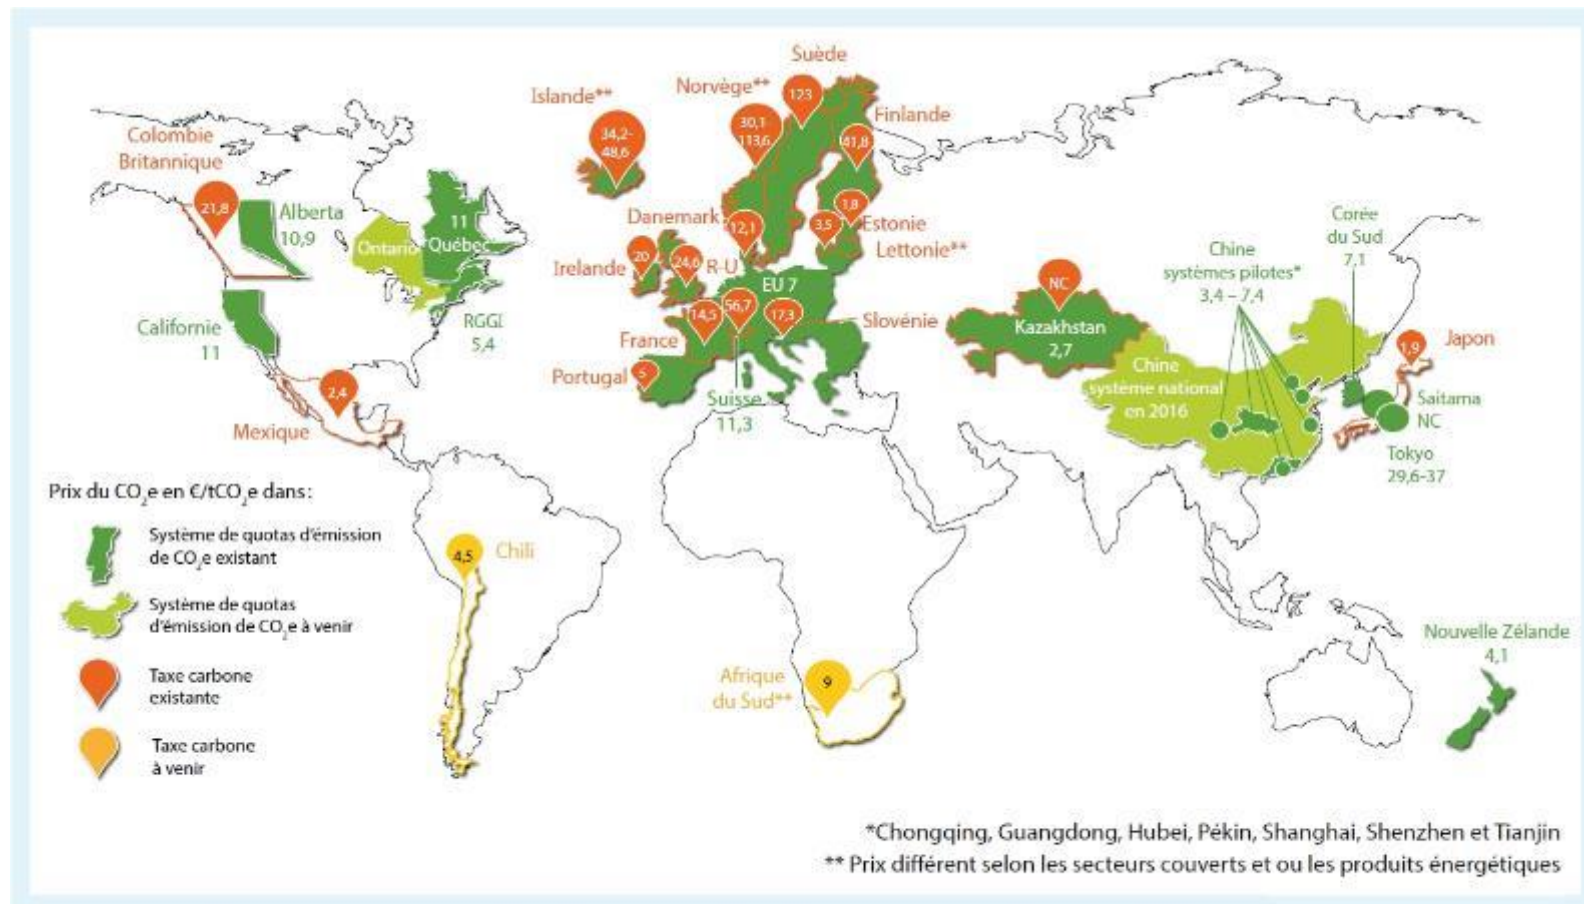 Suède
Norvège**
Islande**
123
Finlande
30,1-
113,6
34,2-
48,6
41,8
Colombie
Britannique
21,8
Alberta
10,9
11
Québec
Ontario
Danemark
12,1
1,8
3,5
Estonie
Lettonie**
Irelande
20
24,6
R-U
EU 7
Californie
11
RGGI
5,4
14,5
56,7
17,3
Slovénie
France
Portugal
5
Suisse
11,3
2,4
Mexique
NC
Kazakhstan
2,7
Chine
systèmes pilotes*
3,4 – 7,4
Corée
du Sud
7,1
Chine
système national
en 2016
1,9
Japon
Saitama
NC
Tokyo
29,6-37
Prix du CO2e en €/tCO2e dans :
Système de quotas d'émission
de CO2e existant
Système de quotas
d'émission de CO2e à venir
Taxe carbone
existante
Taxe carbone
à venir
4,5
Chili
Afrique
du Sud**
9
Nouvelle Zélande
4,1
*Chongqing, Guangdong, Hubei, Pékin, Shanghai, Shenzhen et Tianjin
** Prix différent selon les secteurs couverts et ou les produits énergétiques